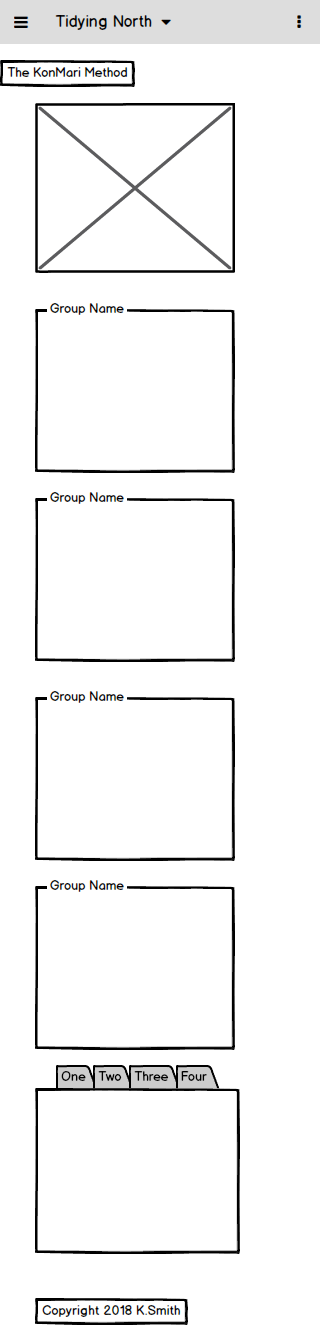 Tidying North
The KonMari Method
Group Name
Group Name
Group Name
Group Name
One Two Three Four
Copyright 2018 K.Smith